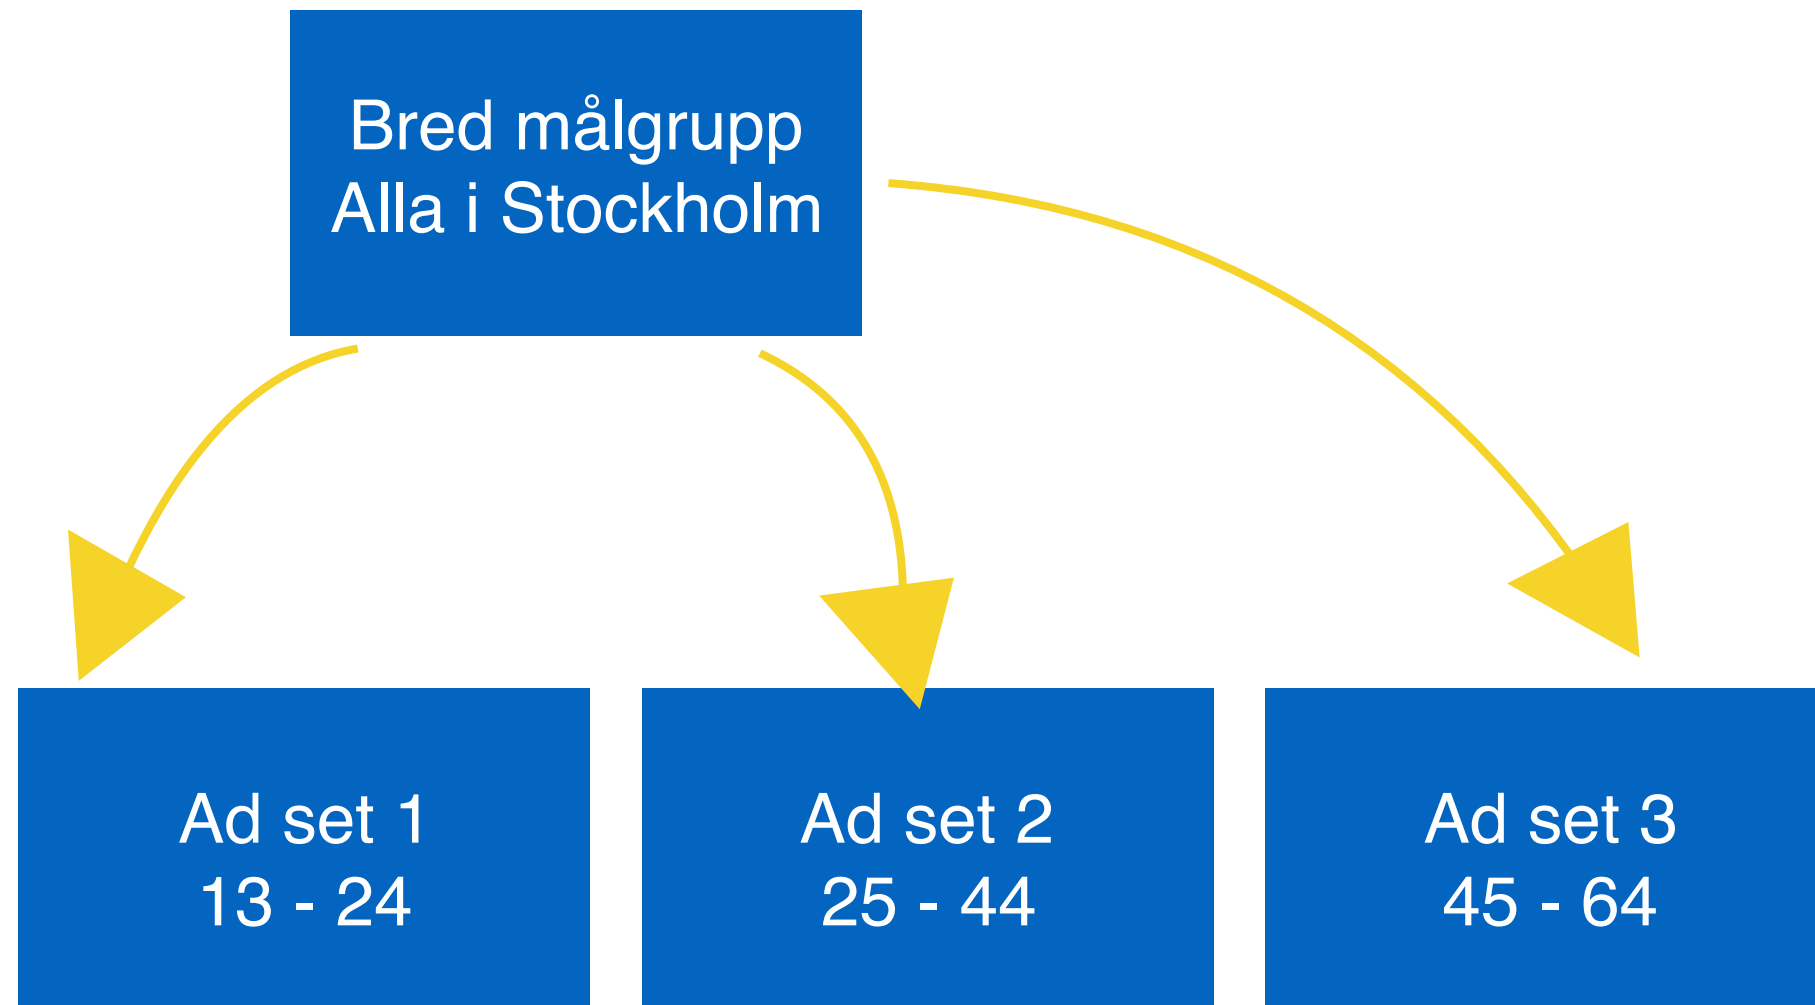 Bred målgrupp
Alla i Stockholm
Ad set 1
13 - 24
Ad set 2
25 - 44
Ad set 3
45 - 64